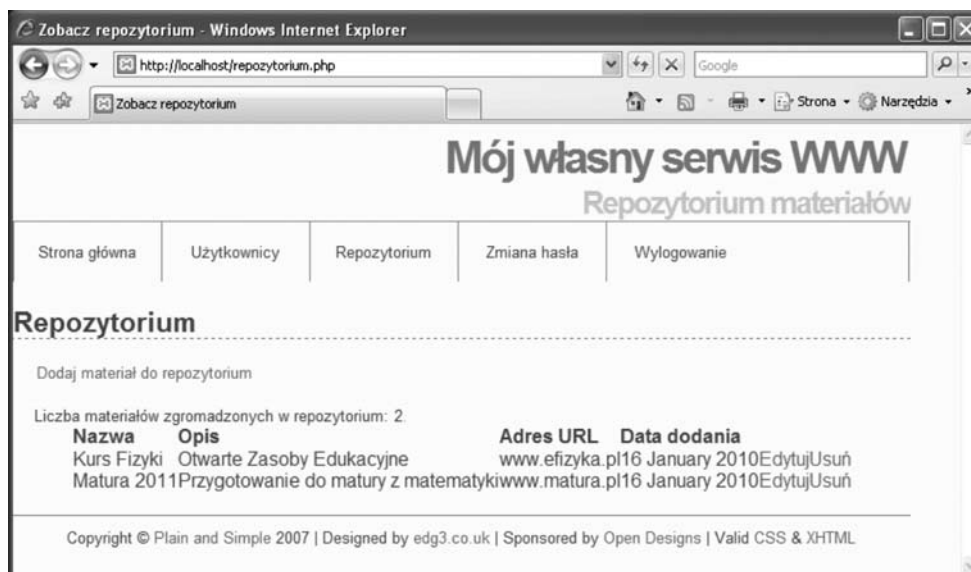 Zobacz repozytorium - Windows Internet Explorer
http://localhost/repozytorium.php
Google
Zobacz repozytorium
Strona
Narzędzia
Mój własny serwis WWW
Repozytorium materiałów
Strona główna Użytkownicy Repozytorium Zmiana hasła Wylogowanie
Repozytorium
Dodaj materiał do repozytorium
Liczba materiałów zgromadzonych w repozytorium: 2.
Nazwa Opis Adres URL Data dodania
Kurs Fizyki Otwarte Zasoby Edukacyjne www.efizyka.pl16 January 2010EdytujUsuń
Matura 2011Przygotowanie do matury z matematykiwww.matura.pl16 January 2010EdytujUsuń
Copyright © Plain and Simple 2007 | Designed by edg3.co.uk | Sponsored by Open Designs | Valid CSS & XHTML